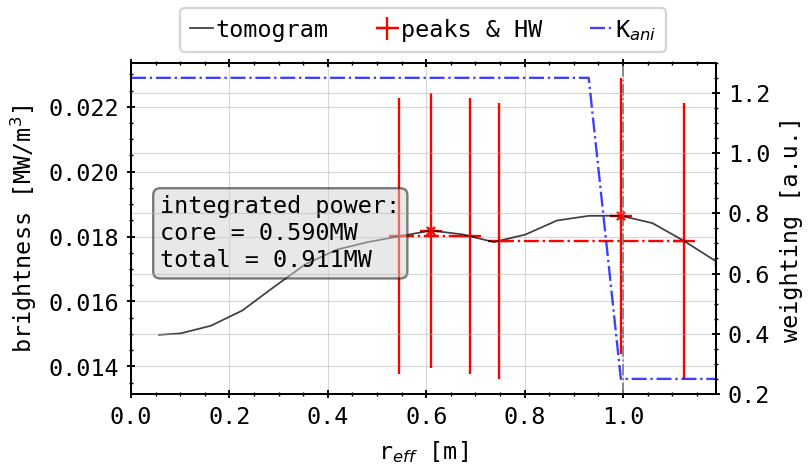 tomogram peaks & HW K_ani
brightness [MW/m³]
0.022
0.020
0.018
0.016
0.014
integrated power:
core = 0.590MW
total = 0.911MW
1.2
1.0
0.8
0.6
0.4
0.2
weighting [a.u.]
0.0 0.2 0.4 0.6 0.8 1.0
r_eff [m]